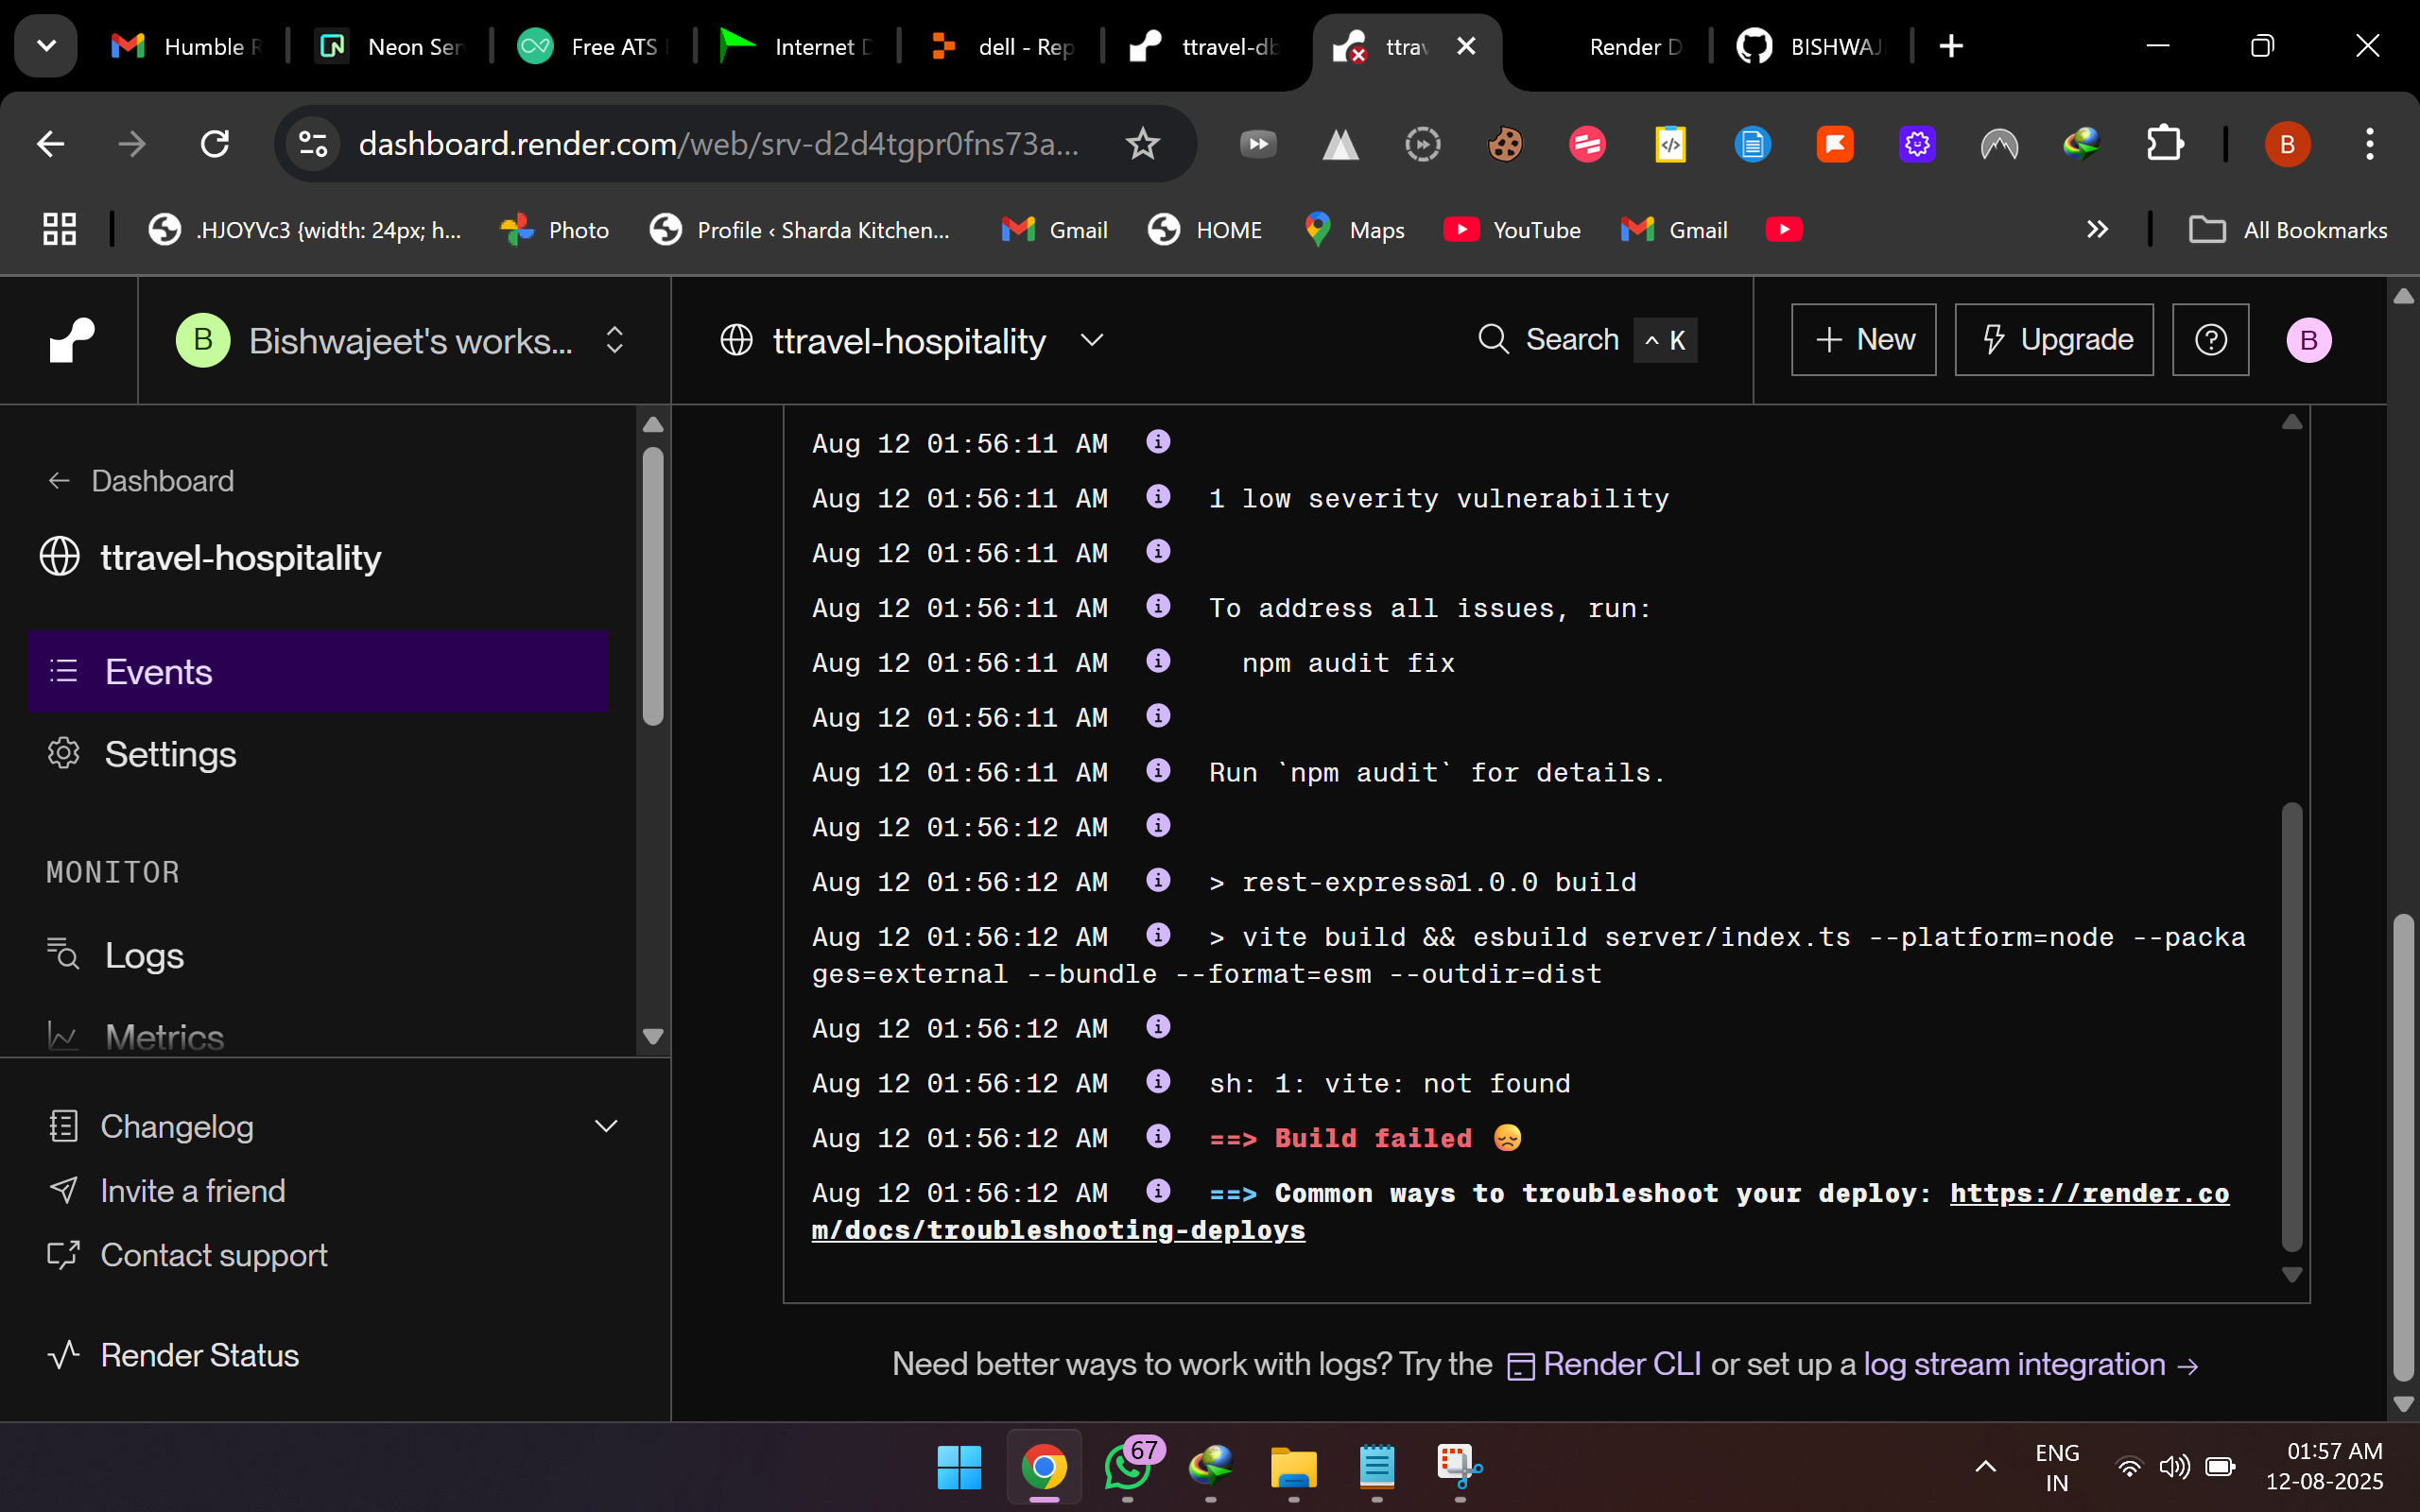 Humble R
Neon Ser
Free ATS
Internet D
dell - Rep
ttravel-db
ttrav
Render D
BISHWAJ
dashboard.render.com/web/srv-d2d4tgpr0fns73a...
B
.HJOYVc3 {width: 24px; h...
Photo
Profile ‹ Sharda Kitchen...
Gmail
HOME
Maps
YouTube
Gmail
All Bookmarks
B Bishwajeet's works...
ttravel-hospitality
Search ^ K
+ New
Upgrade
B
← Dashboard
ttravel-hospitality
Events
Settings
MONITOR
Logs
Metrics
Changelog
Invite a friend
Contact support
Render Status
Aug 12 01:56:11 AM
Aug 12 01:56:11 AM 1 low severity vulnerability
Aug 12 01:56:11 AM
Aug 12 01:56:11 AM To address all issues, run:
Aug 12 01:56:11 AM npm audit fix
Aug 12 01:56:11 AM
Aug 12 01:56:11 AM Run `npm audit` for details.
Aug 12 01:56:12 AM
Aug 12 01:56:12 AM > rest-express@1.0.0 build
Aug 12 01:56:12 AM > vite build && esbuild server/index.ts --platform=node --packa
ges=external --bundle --format=esm --outdir=dist
Aug 12 01:56:12 AM
Aug 12 01:56:12 AM sh: 1: vite: not found
Aug 12 01:56:12 AM ==> Build failed 😞
Aug 12 01:56:12 AM ==> Common ways to troubleshoot your deploy: https://render.co
m/docs/troubleshooting-deploys
Need better ways to work with logs? Try the Render CLI or set up a log stream integration →
67
ENG
IN
01:57 AM
12-08-2025